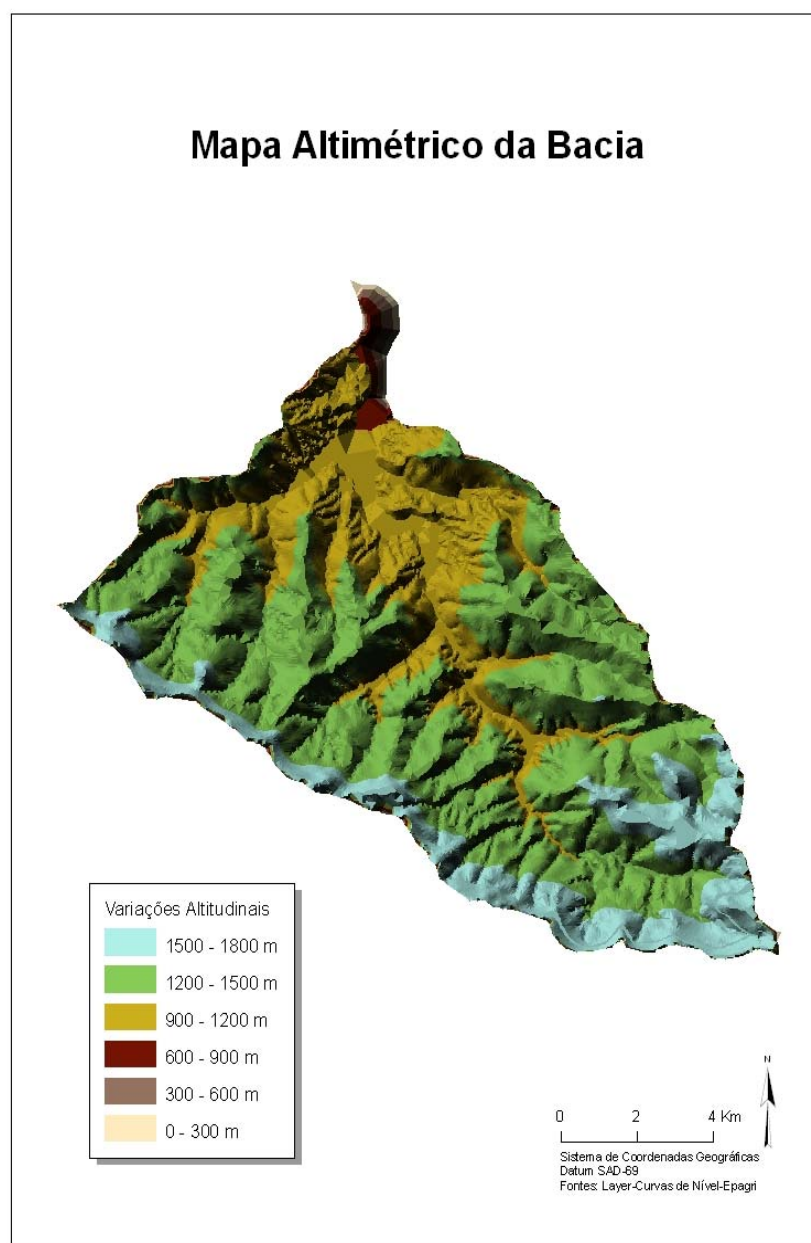 Mapa Altimétrico da Bacia
Variações Altitudinais
1500 - 1800 m
1200 - 1500 m
900 - 1200 m
600 - 900 m
300 - 600 m
0 - 300 m
N
0 2 4 Km
Sistema de Coordenadas Geográficas
Datum SAD-69
Fontes: Layer-Curvas de Nível-Epagri